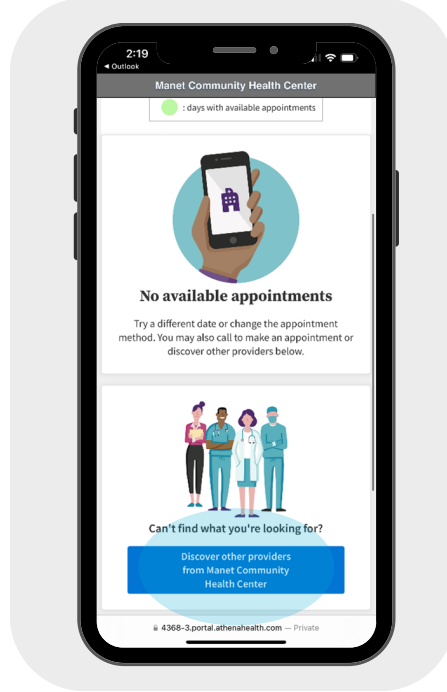 2:19
◄ Outlook
Manet Community Health Center
: days with available appointments
No available appointments
Try a different date or change the appointment
method. You may also call to make an appointment or
discover other providers below.
Can't find what you're looking for?
Discover other providers
from Manet Community
Health Center
4368-3.portal.athenahealth.com — Private